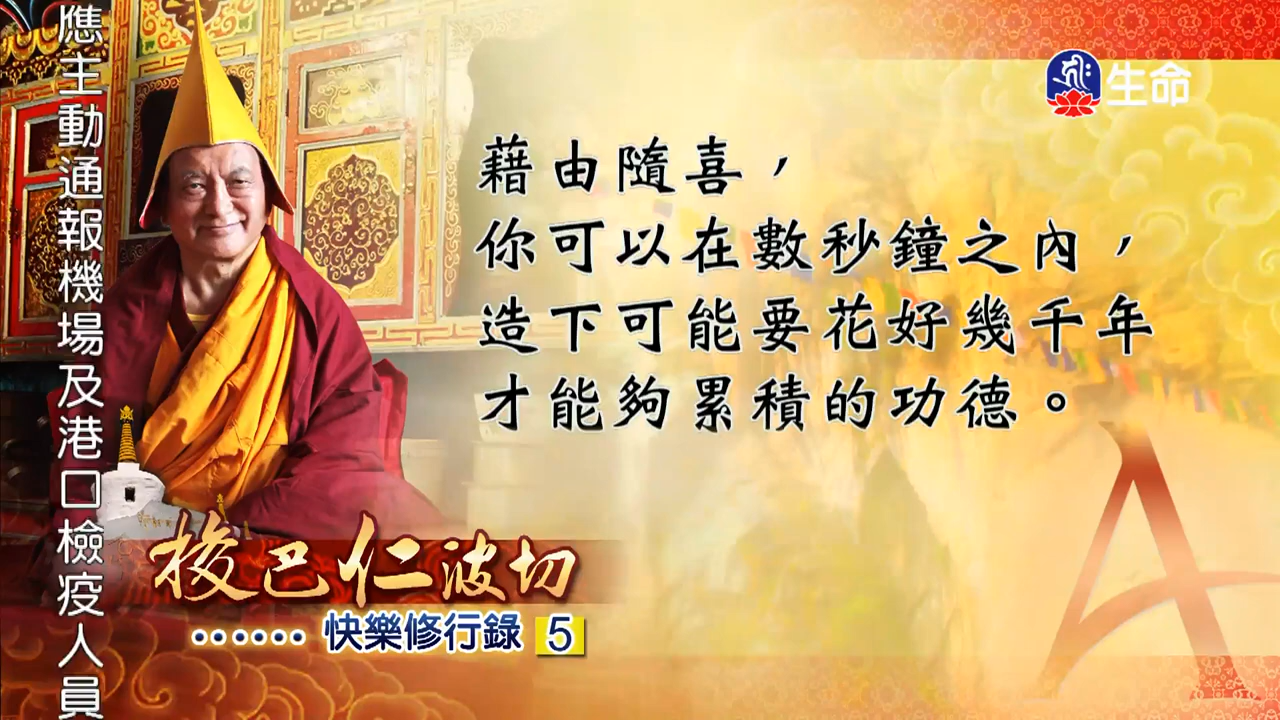 應主動通報機場及港口檢疫人員
生命
藉由隨喜，
你可以在數秒鐘之內，
造下可能要花好幾千年
才能夠累積的功德。
梭巴仁波切
……快樂修行錄 5